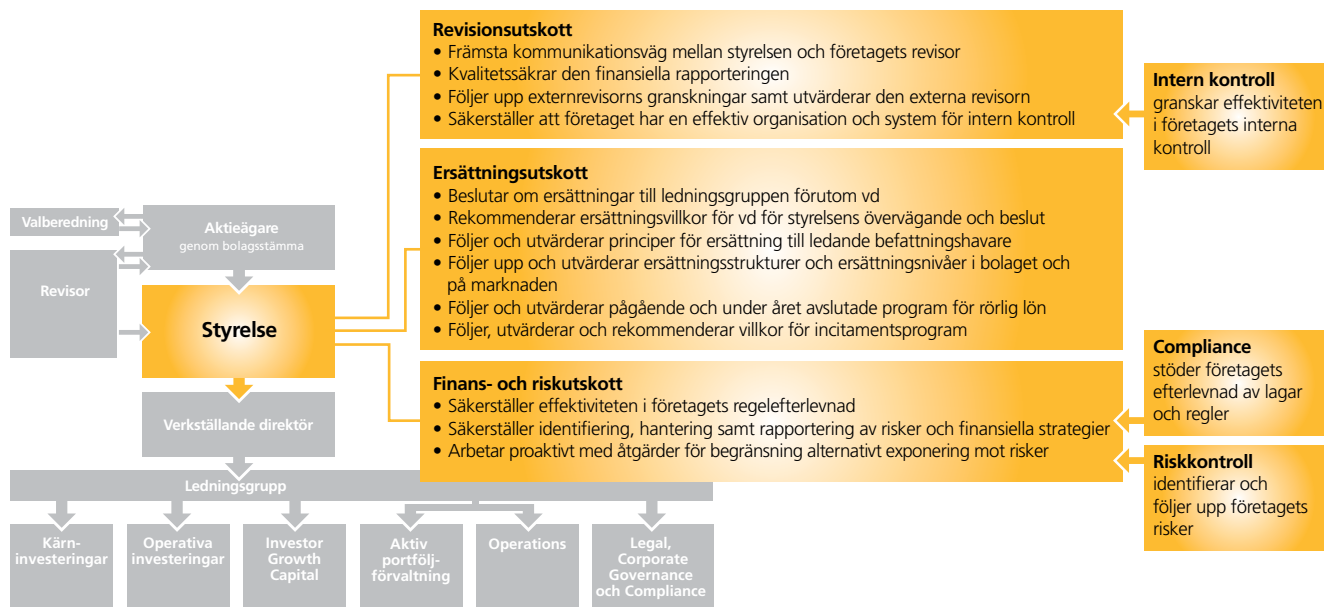 Revisionsutskott
• Främsta kommunikationsväg mellan styrelsen och företagets revisor
• Kvalitetssäkrar den finansiella rapporteringen
• Följer upp externrevisorns granskningar samt utvärderar den externa revisorn
• Säkerställer att företaget har en effektiv organisation och system för intern kontroll
Intern kontroll
granskar effektiviteten
i företagets interna
kontroll
Ersättningsutskott
• Beslutar om ersättningar till ledningsgruppen förutom vd
• Rekommenderar ersättningsvillkor för vd för styrelsens övervägande och beslut
• Följer och utvärderar principer för ersättning till ledande befattningshavare
• Följer upp och utvärderar ersättningsstrukturer och ersättningsnivåer i bolaget och
på marknaden
• Följer och utvärderar pågående och under året avslutade program för rörlig lön
• Följer, utvärderar och rekommenderar villkor för incitamentsprogram
Valberedning
Aktieägare
genom bolagsstämma
Revisor
Styrelse
Finans- och riskutskott
• Säkerställer effektiviteten i företagets regelefterlevnad
• Säkerställer identifiering, hantering samt rapportering av risker och finansiella strategier
• Arbetar proaktivt med åtgärder för begränsning alternativt exponering mot risker
Compliance
stöder företagets
efterlevnad av lagar
och regler
Riskkontroll
identifierar och
följer upp företagets
risker
Verkställande direktör
Ledningsgrupp
Kärn-
investeringar
Operativa
investeringar
Investor
Growth
Capital
Aktiv
portfölj-
förvaltning
Operations
Legal,
Corporate
Governance
och Compliance